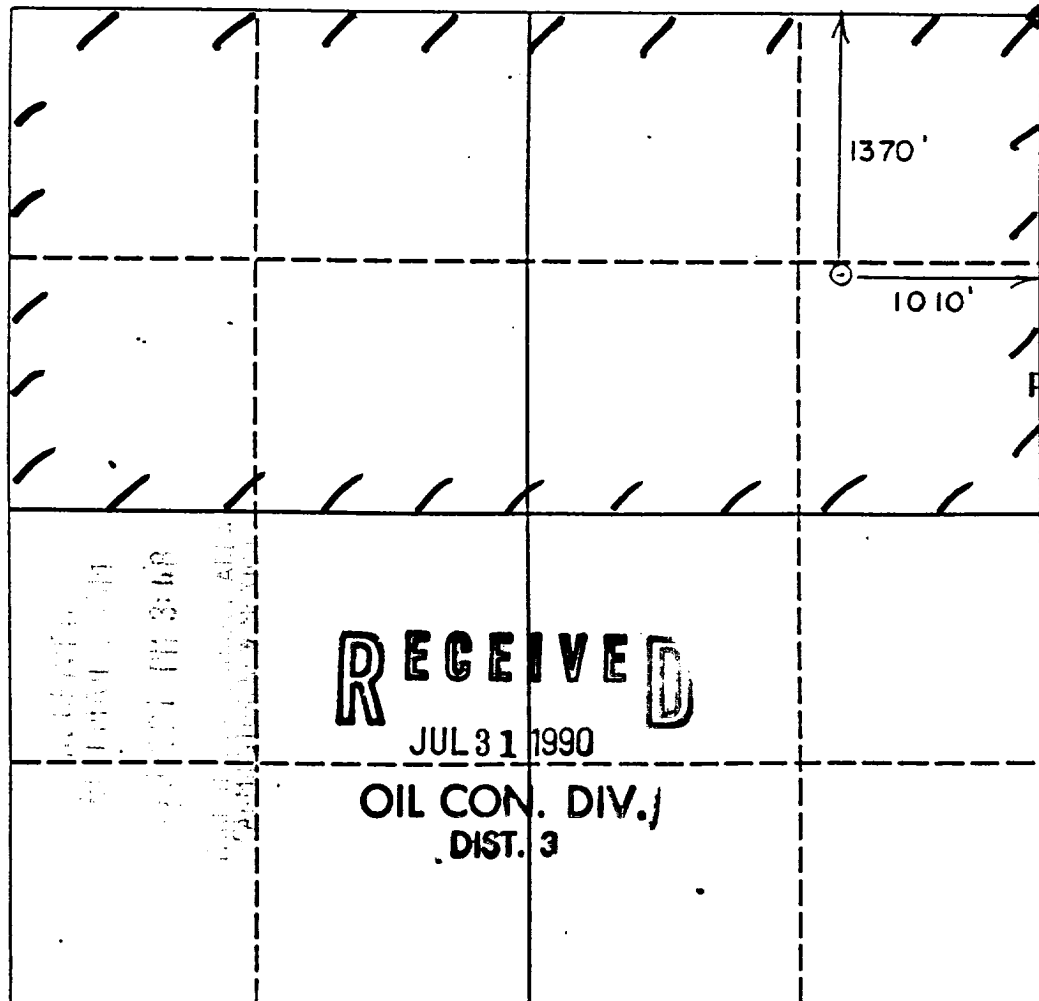 1370'
1010'
RECEIVED
JUL 31 1990
OIL CON. DIV.
DIST. 3